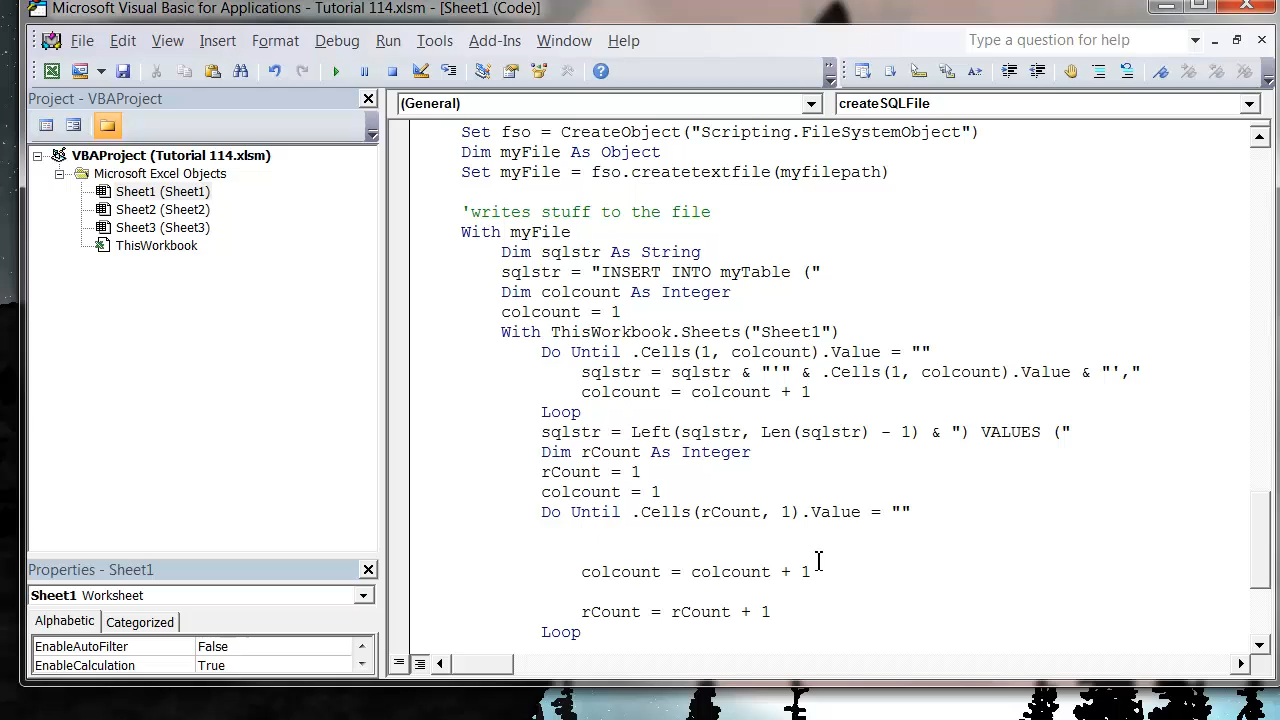 Microsoft Visual Basic for Applications - Tutorial 114.xlsm - [Sheet1 (Code)]
File Edit View Insert Format Debug Run Tools Add-Ins Window Help Type a question for help
Project - VBAProject
(General) createSQLFile
VBAProject (Tutorial 114.xlsm)
Microsoft Excel Objects
Sheet1 (Sheet1)
Sheet2 (Sheet2)
Sheet3 (Sheet3)
ThisWorkbook
Properties - Sheet1
Sheet1 Worksheet
Alphabetic Categorized
EnableAutoFilter False
EnableCalculation True
Set fso = CreateObject("Scripting.FileSystemObject")
Dim myFile As Object
Set myFile = fso.createtextfile(myfilepath)
'writes stuff to the file
With myFile
Dim sqlstr As String
sqlstr = "INSERT INTO myTable ("
Dim colcount As Integer
colcount = 1
With ThisWorkbook.Sheets("Sheet1")
Do Until .Cells(1, colcount).Value = ""
sqlstr = sqlstr & "'" & .Cells(1, colcount).Value & "',"
colcount = colcount + 1
Loop
sqlstr = Left(sqlstr, Len(sqlstr) - 1) & ") VALUES ("
Dim rCount As Integer
rCount = 1
colcount = 1
Do Until .Cells(rCount, 1).Value = ""
colcount = colcount + 1
rCount = rCount + 1
Loop